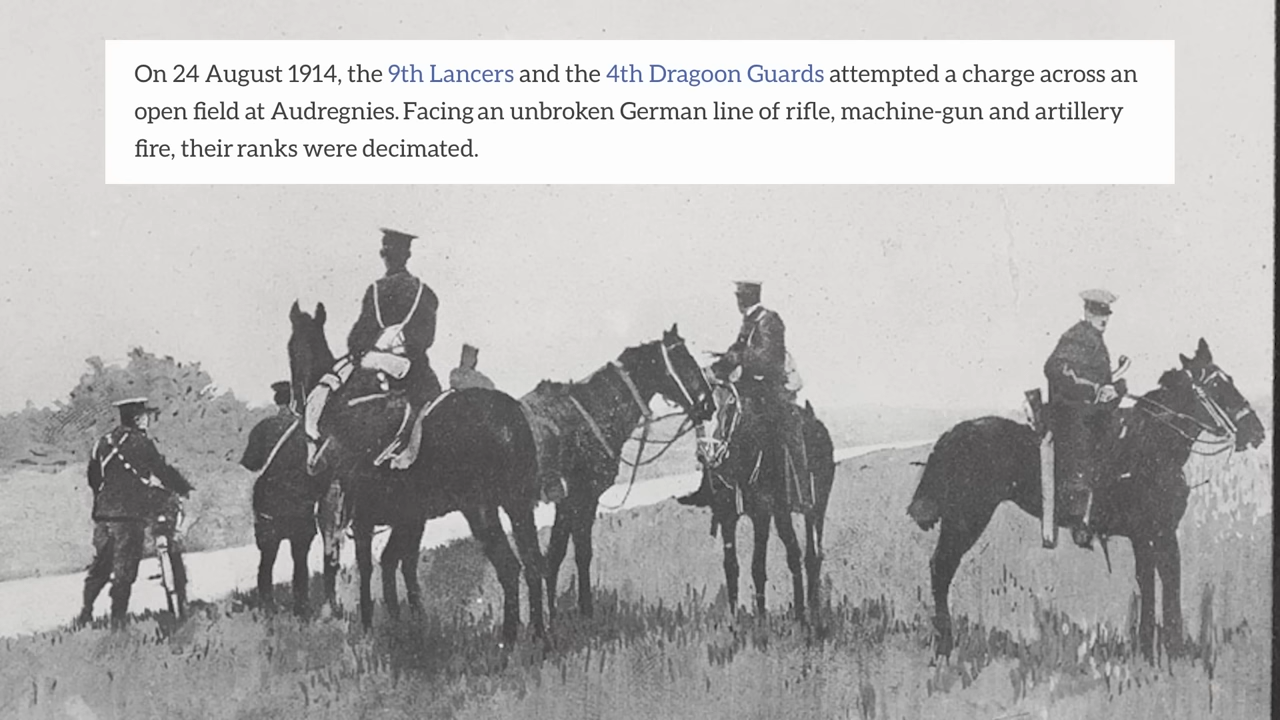 On 24 August 1914, the 9th Lancers and the 4th Dragoon Guards attempted a charge across an
open field at Audregnies. Facing an unbroken German line of rifle, machine-gun and artillery
fire, their ranks were decimated.